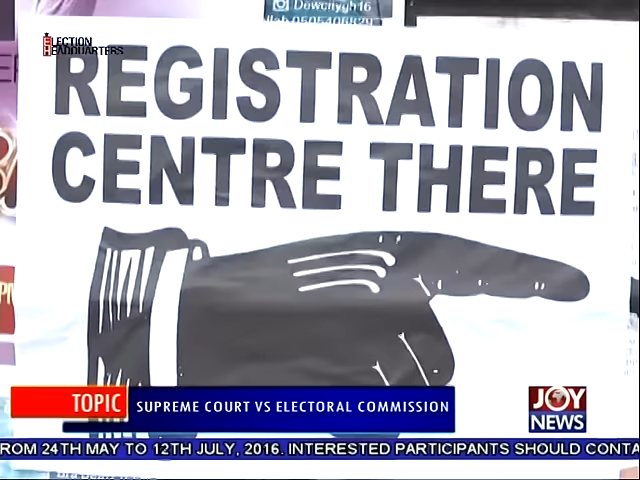 Dewcnygh16
ELECTION
HEADQUARTERS
REGISTRATION
CENTRE THERE
TOPIC
SUPREME COURT VS ELECTORAL COMMISSION
JOY
NEWS
ROM 24TH MAY TO 12TH JULY, 2016. INTERESTED PARTICIPANTS SHOULD CONTA